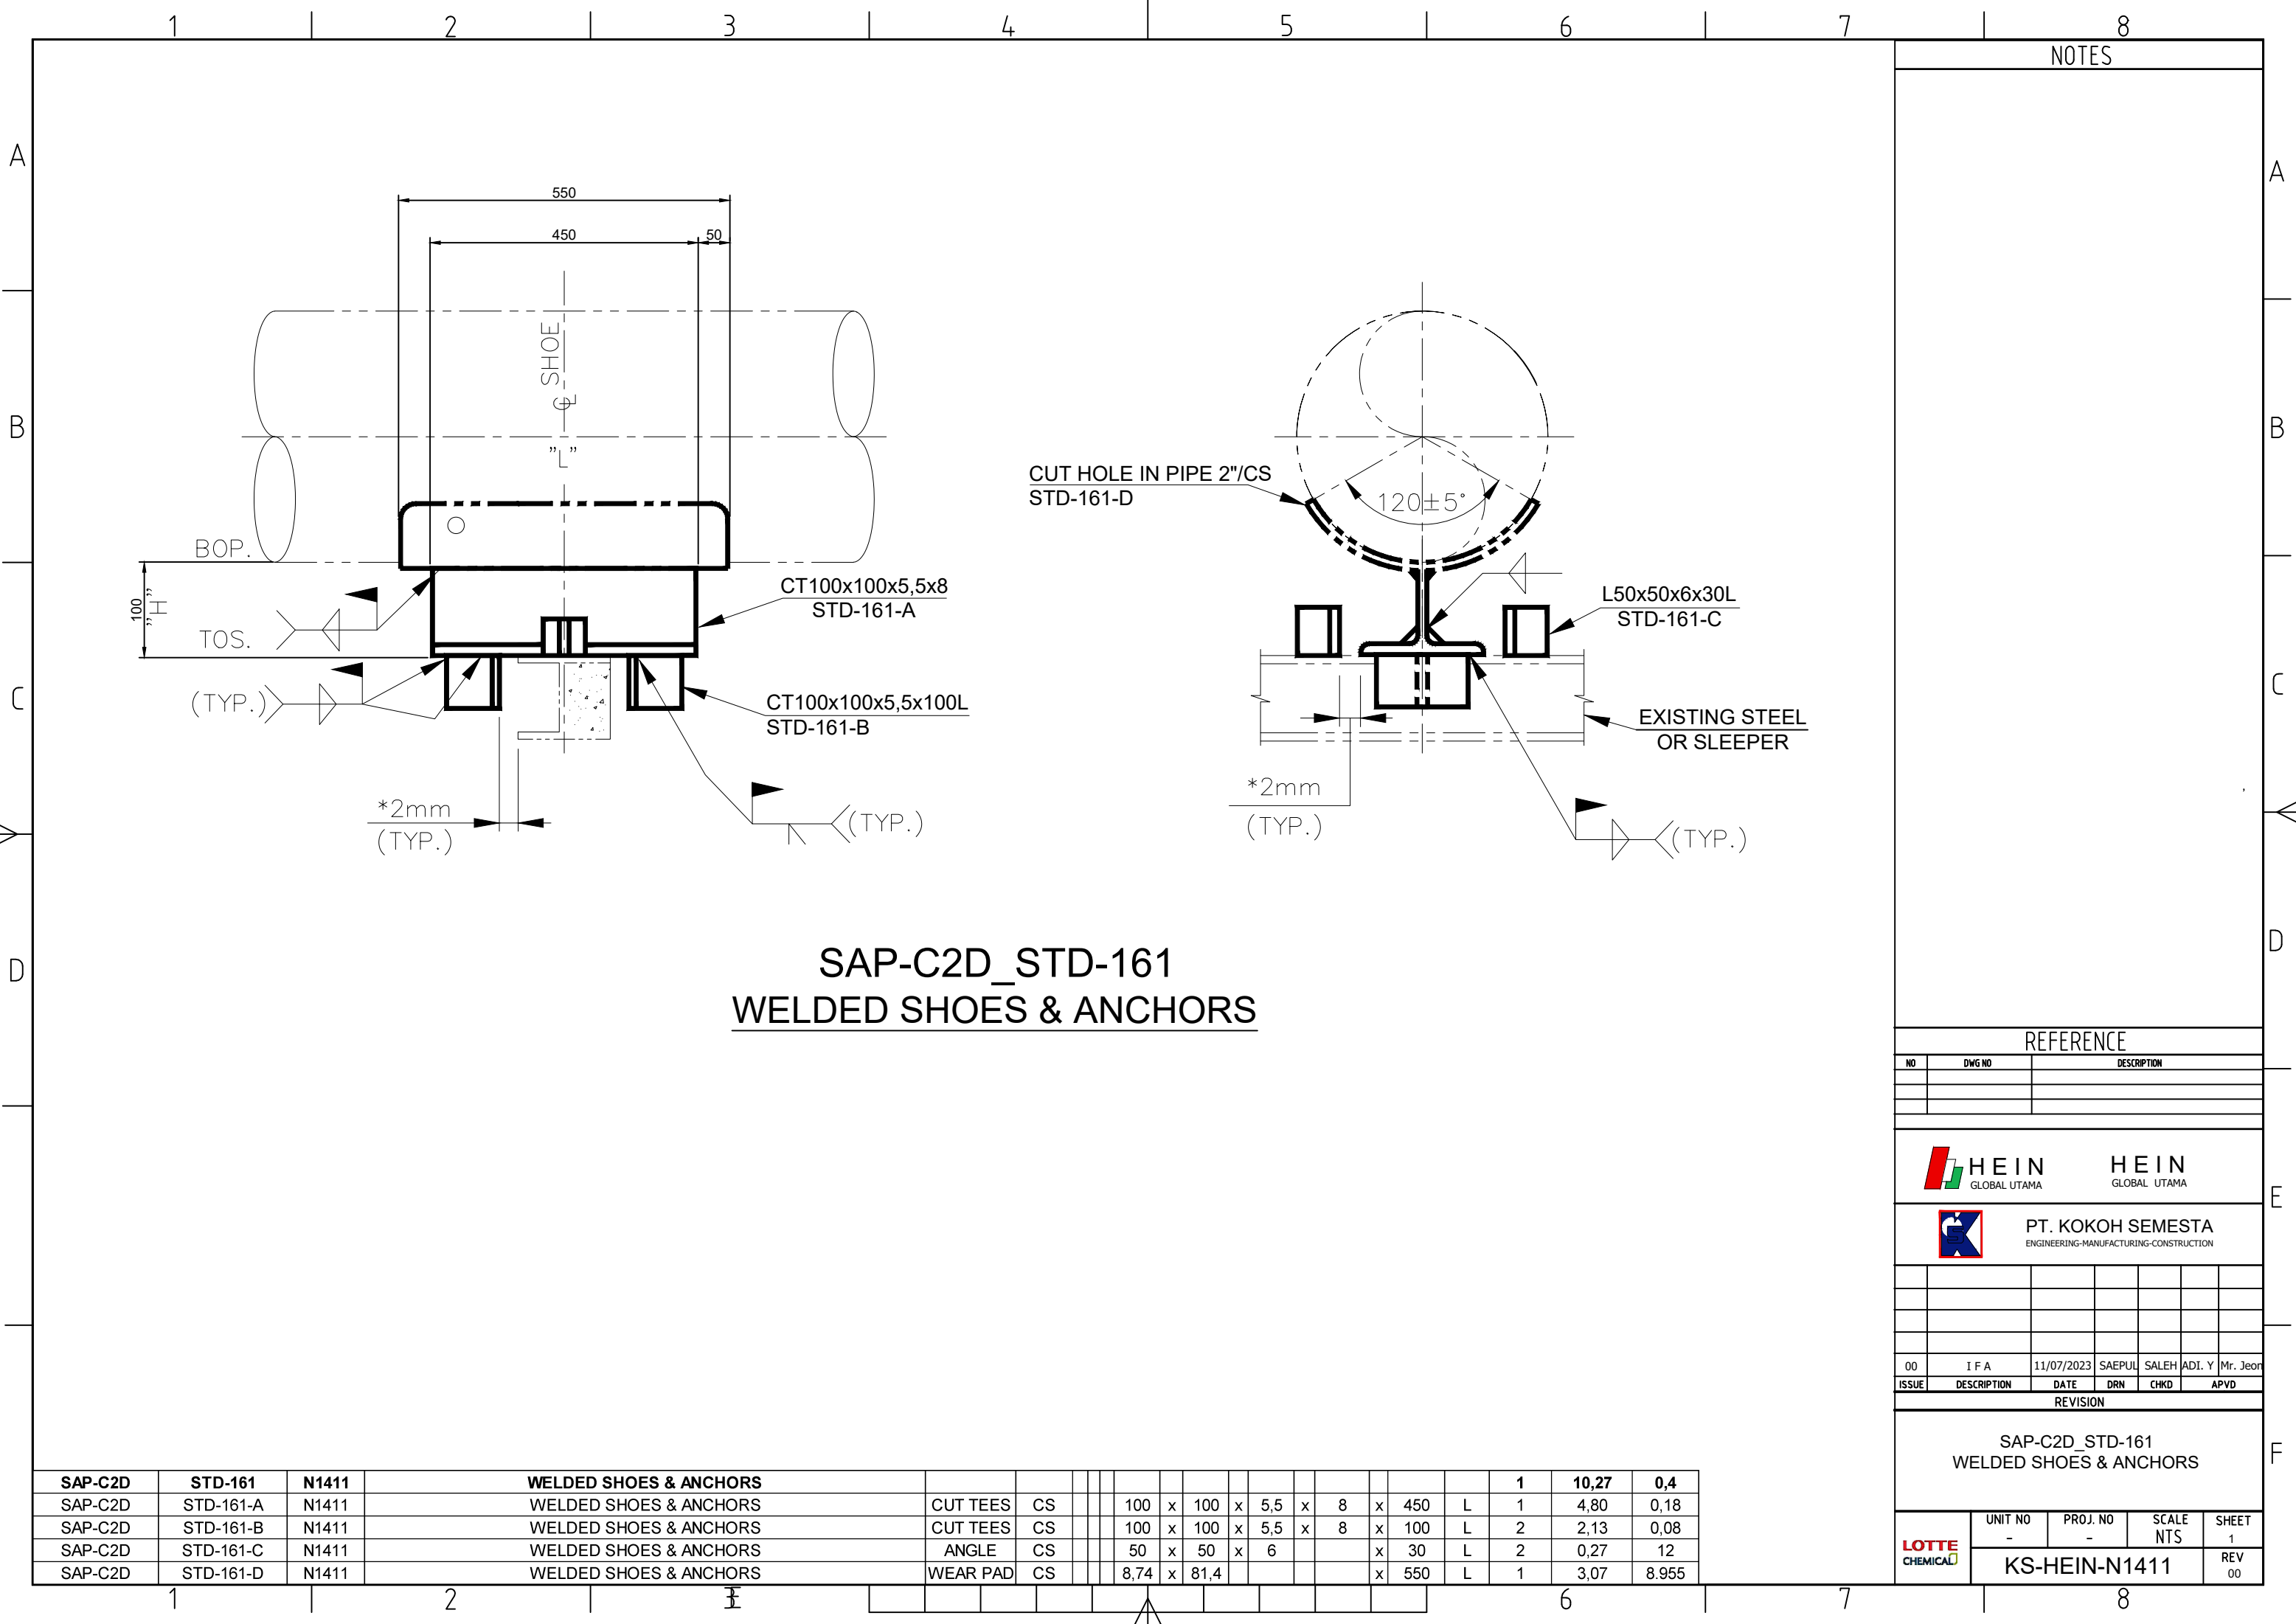 1 2 3 4 5 6 7 8
NOTES
A
A
550
450
50
SHOE
℄
"L"
B
B
CUT HOLE IN PIPE 2"/CS
STD-161-D
120±5°
BOP.
100
"H"
TOS.
CT100x100x5,5x8
STD-161-A
L50x50x6x30L
STD-161-C
C
C
(TYP.)
CT100x100x5,5x100L
STD-161-B
EXISTING STEEL
OR SLEEPER
*2mm
(TYP.)
(TYP.)
*2mm
(TYP.)
(TYP.)
D
D
SAP-C2D_STD-161
WELDED SHOES & ANCHORS
REFERENCE
NO DWG NO DESCRIPTION
HEIN
GLOBAL UTAMA
HEIN
GLOBAL UTAMA
E
PT. KOKOH SEMESTA
ENGINEERING-MANUFACTURING-CONSTRUCTION
00 I F A 11/07/2023 SAEPUL SALEH ADI. Y Mr. Jeon
ISSUE DESCRIPTION DATE DRN CHKD APVD
REVISION
SAP-C2D_STD-161
WELDED SHOES & ANCHORS
F
SAP-C2D STD-161 N1411 WELDED SHOES & ANCHORS 1 10,27 0,4
SAP-C2D STD-161-A N1411 WELDED SHOES & ANCHORS CUT TEES CS 100 x 100 x 5,5 x 8 x 450 L 1 4,80 0,18
SAP-C2D STD-161-B N1411 WELDED SHOES & ANCHORS CUT TEES CS 100 x 100 x 5,5 x 8 x 100 L 2 2,13 0,08
SAP-C2D STD-161-C N1411 WELDED SHOES & ANCHORS ANGLE CS 50 x 50 x 6 x 30 L 2 0,27 12
SAP-C2D STD-161-D N1411 WELDED SHOES & ANCHORS WEAR PAD CS 8,74 x 81,4 x 550 L 1 3,07 8.955
LOTTE
CHEMICAL
UNIT NO PROJ. NO SCALE SHEET
- - NTS 1
KS-HEIN-N1411
REV
00
1 2 3 E 6 7 8